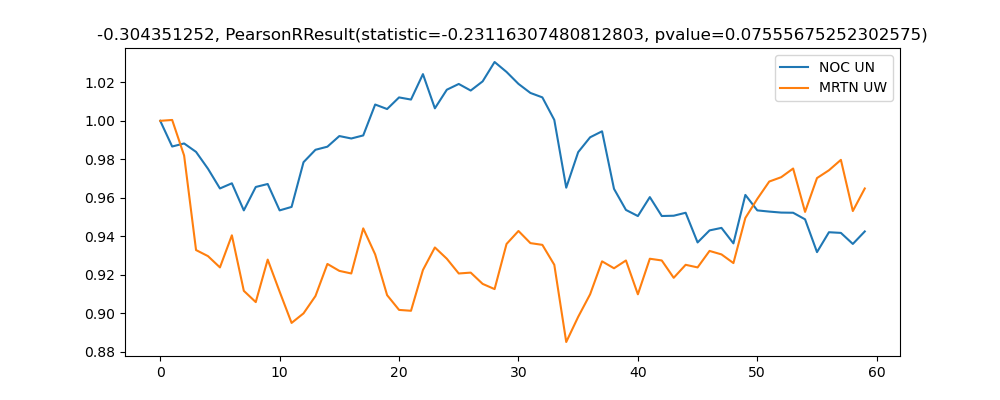 -0.304351252, PearsonRResult(statistic=-0.23116307480812803, pvalue=0.07555675252302575)
NOC UN
MRTN UW
1.02
1.00
0.98
0.96
0.94
0.92
0.90
0.88
0 10 20 30 40 50 60